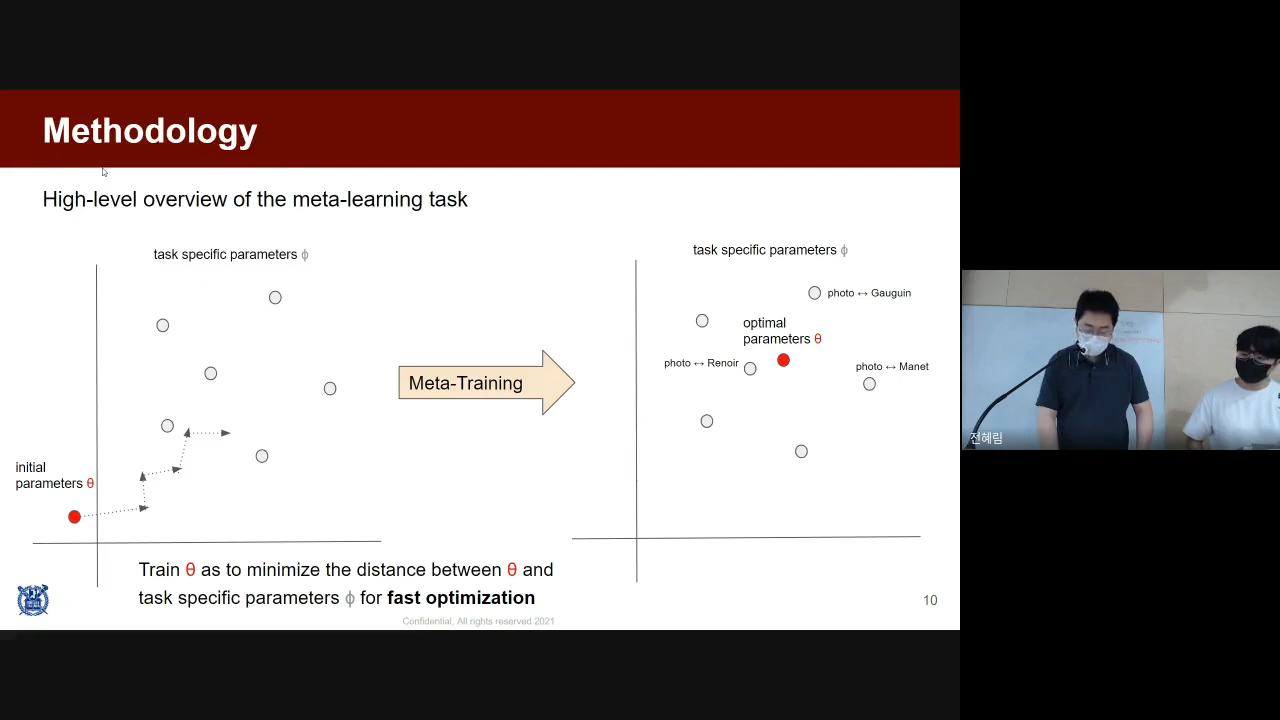 Methodology
High-level overview of the meta-learning task
task specific parameters ϕ
initial
parameters θ
Meta-Training
task specific parameters ϕ
photo ↔ Gauguin
optimal
parameters θ
photo ↔ Renoir
photo ↔ Manet
Train θ as to minimize the distance between θ and
task specific parameters ϕ for fast optimization
Confidential, All rights reserved 2021
10
전혜림